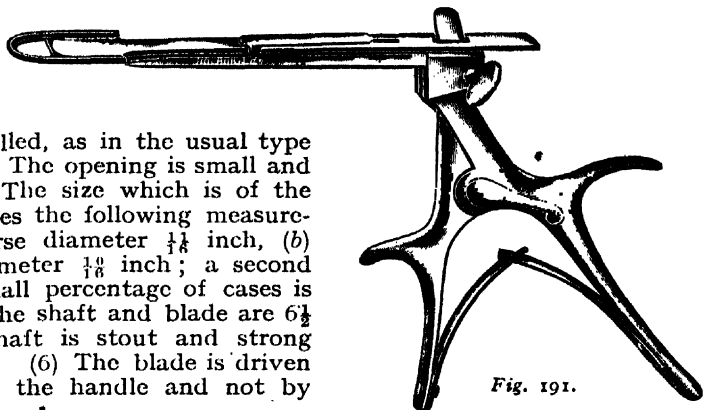 lled, as in the usual type
The opening is small and
The size which is of the
es the following measure-
rse diameter 11/16 inch, (b)
meter 10/16 inch; a second
all percentage of cases is
he shaft and blade are 6½
haft is stout and strong
(6) The blade is driven
the handle and not by
Fig. 191.